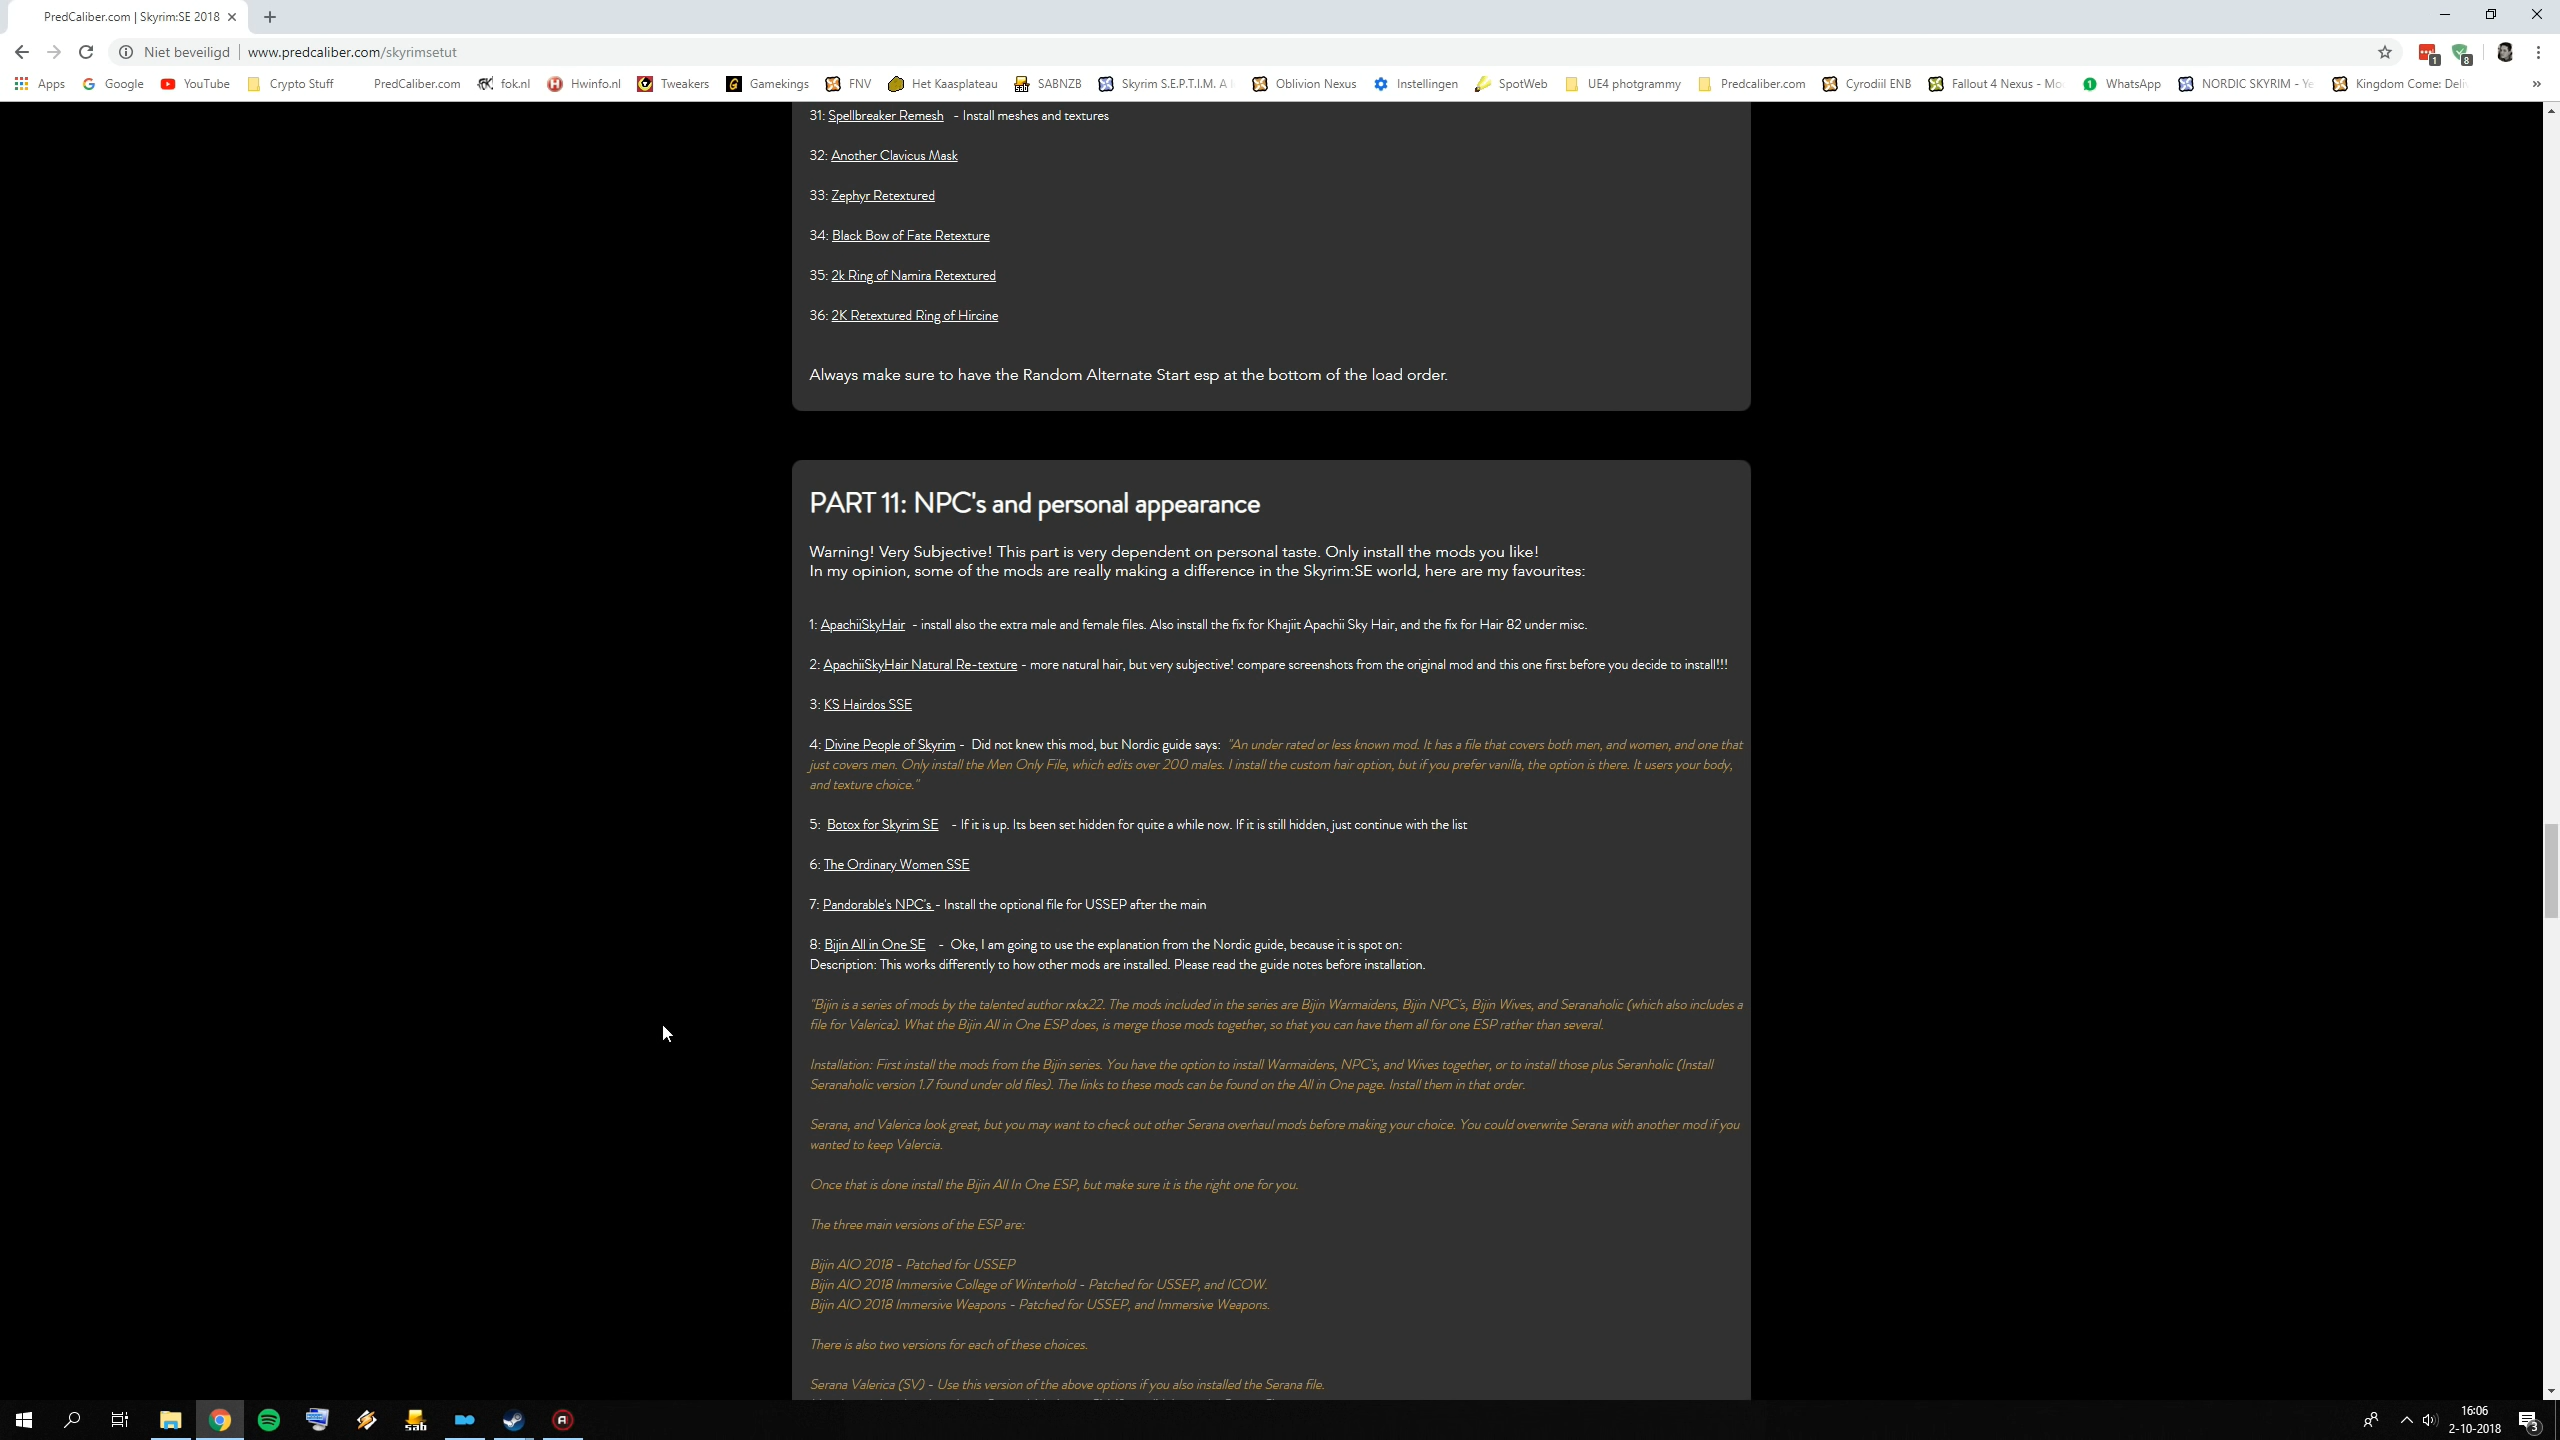 PredCaliber.com | Skyrim:SE 2018
Niet beveiligd | www.predcaliber.com/skyrimsetut
Apps Google YouTube Crypto Stuff PredCaliber.com fok.nl Hwinfo.nl Tweakers Gamekings FNV Het Kaasplateau SABNZB Skyrim S.E.P.T.I.M. A Oblivion Nexus Instellingen SpotWeb UE4 photgrammy Predcaliber.com Cyrodiil ENB Fallout 4 Nexus - Mo WhatsApp NORDIC SKYRIM - Ye Kingdom Come: Deli »
31: Spellbreaker Remesh - Install meshes and textures
32: Another Clavicus Mask
33: Zephyr Retextured
34: Black Bow of Fate Retexture
35: 2k Ring of Namira Retextured
36: 2K Retextured Ring of Hircine
Always make sure to have the Random Alternate Start esp at the bottom of the load order.
PART 11: NPC's and personal appearance
Warning! Very Subjective! This part is very dependent on personal taste. Only install the mods you like!
In my opinion, some of the mods are really making a difference in the Skyrim:SE world, here are my favourites:
1: ApachiiSkyHair - install also the extra male and female files. Also install the fix for Khajiit Apachii Sky Hair, and the fix for Hair 82 under misc.
2: ApachiiSkyHair Natural Re-texture - more natural hair, but very subjective! compare screenshots from the original mod and this one first before you decide to install!!!
3: KS Hairdos SSE
4: Divine People of Skyrim - Did not knew this mod, but Nordic guide says: "An under rated or less known mod. It has a file that covers both men, and women, and one that
just covers men. Only install the Men Only File, which edits over 200 males. I install the custom hair option, but if you prefer vanilla, the option is there. It users your body,
and texture choice."
5: Botox for Skyrim SE - If it is up. Its been set hidden for quite a while now. If it is still hidden, just continue with the list
6: The Ordinary Women SSE
7: Pandorable's NPC's - Install the optional file for USSEP after the main
8: Bijin All in One SE - Oke, I am going to use the explanation from the Nordic guide, because it is spot on:
Description: This works differently to how other mods are installed. Please read the guide notes before installation.
"Bijin is a series of mods by the talented author rxkx22. The mods included in the series are Bijin Warmaidens, Bijin NPC's, Bijin Wives, and Seranaholic (which also includes a
file for Valerica). What the Bijin All in One ESP does, is merge those mods together, so that you can have them all for one ESP rather than several.
Installation: First install the mods from the Bijin series. You have the option to install Warmaidens, NPC's, and Wives together, or to install those plus Seranholic (Install
Seranaholic version 1.7 found under old files). The links to these mods can be found on the All in One page. Install them in that order.
Serana, and Valerica look great, but you may want to check out other Serana overhaul mods before making your choice. You could overwrite Serana with another mod if you
wanted to keep Valercia.
Once that is done install the Bijin All In One ESP, but make sure it is the right one for you.
The three main versions of the ESP are:
Bijin AIO 2018 - Patched for USSEP
Bijin AIO 2018 Immersive College of Winterhold - Patched for USSEP, and ICOW.
Bijin AIO 2018 Immersive Weapons - Patched for USSEP, and Immersive Weapons.
There is also two versions for each of these choices.
Serana Valerica (SV) - Use this version of the above options if you also installed the Serana file.
sab
16:06
2-10-2018
3